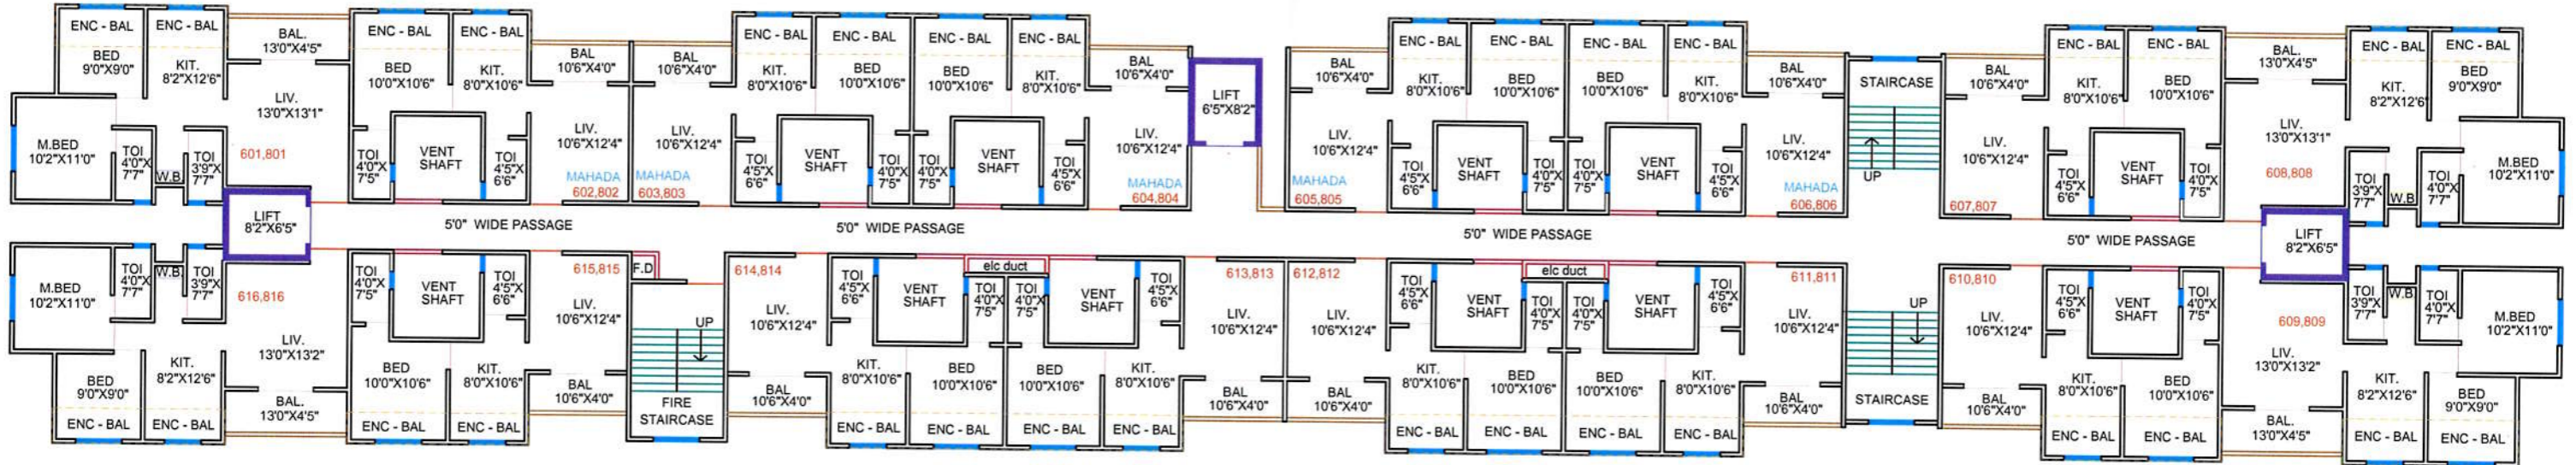 ENC - BAL
BED
9'0"X9'0"
ENC - BAL
KIT.
8'2"X12'6"
BAL.
13'0"X4'5"
LIV.
13'0"X13'1"
M.BED
10'2"X11'0"
TOI
4'0"X
7'7"
W.B.
TOI
3'9"X
7'7"
601,801
ENC - BAL
BED
10'0"X10'6"
ENC - BAL
KIT.
8'0"X10'6"
TOI
4'0"X
7'5"
VENT
SHAFT
TOI
4'5"X
6'6"
BAL
10'6"X4'0"
LIV.
10'6"X12'4"
MAHADA
602,802
BAL
10'6"X4'0"
LIV.
10'6"X12'4"
MAHADA
603,803
ENC - BAL
KIT.
8'0"X10'6"
ENC - BAL
BED
10'0"X10'6"
TOI
4'5"X
6'6"
VENT
SHAFT
TOI
4'0"X
7'5"
ENC - BAL
BED
10'0"X10'6"
ENC - BAL
KIT.
8'0"X10'6"
TOI
4'0"X
7'5"
VENT
SHAFT
TOI
4'5"X
6'6"
BAL
10'6"X4'0"
LIV.
10'6"X12'4"
MAHADA
604,804
LIFT
6'5"X8'2"
BAL
10'6"X4'0"
LIV.
10'6"X12'4"
MAHADA
605,805
ENC - BAL
KIT.
8'0"X10'6"
ENC - BAL
BED
10'0"X10'6"
TOI
4'5"X
6'6"
VENT
SHAFT
TOI
4'0"X
7'5"
ENC - BAL
BED
10'0"X10'6"
ENC - BAL
KIT.
8'0"X10'6"
TOI
4'0"X
7'5"
VENT
SHAFT
TOI
4'5"X
6'6"
BAL
10'6"X4'0"
LIV.
10'6"X12'4"
MAHADA
606,806
STAIRCASE
UP
BAL
10'6"X4'0"
LIV.
10'6"X12'4"
607,807
ENC - BAL
KIT.
8'0"X10'6"
ENC - BAL
BED
10'0"X10'6"
TOI
4'5"X
6'6"
VENT
SHAFT
TOI
4'0"X
7'5"
BAL.
13'0"X4'5"
LIV.
13'0"X13'1"
608,808
ENC - BAL
KIT.
8'2"X12'6"
ENC - BAL
BED
9'0"X9'0"
TOI
3'9"X
7'7"
W.B
TOI
4'0"X
7'7"
M.BED
10'2"X11'0"
LIFT
8'2"X6'5"
5'0" WIDE PASSAGE
5'0" WIDE PASSAGE
5'0" WIDE PASSAGE
5'0" WIDE PASSAGE
LIFT
8'2"X6'5"
M.BED
10'2"X11'0"
TOI
4'0"X
7'7"
W.B.
TOI
3'9"X
7'7"
616,816
LIV.
13'0"X13'2"
BED
9'0"X9'0"
ENC - BAL
KIT.
8'2"X12'6"
ENC - BAL
BAL.
13'0"X4'5"
TOI
4'0"X
7'5"
VENT
SHAFT
TOI
4'5"X
6'6"
BED
10'0"X10'6"
ENC - BAL
KIT.
8'0"X10'6"
ENC - BAL
615,815
LIV.
10'6"X12'4"
BAL
10'6"X4'0"
F.D
UP
FIRE
STAIRCASE
614,814
LIV.
10'6"X12'4"
BAL
10'6"X4'0"
TOI
4'5"X
6'6"
VENT
SHAFT
elc duct
TOI
4'0"X
7'5"
TOI
4'0"X
7'5"
VENT
SHAFT
TOI
4'5"X
6'6"
KIT.
8'0"X10'6"
ENC - BAL
BED
10'0"X10'6"
ENC - BAL
BED
10'0"X10'6"
ENC - BAL
KIT.
8'0"X10'6"
ENC - BAL
613,813
LIV.
10'6"X12'4"
BAL
10'6"X4'0"
612,812
LIV.
10'6"X12'4"
BAL
10'6"X4'0"
TOI
4'5"X
6'6"
VENT
SHAFT
elc duct
TOI
4'0"X
7'5"
TOI
4'0"X
7'5"
VENT
SHAFT
TOI
4'5"X
6'6"
KIT.
8'0"X10'6"
ENC - BAL
BED
10'0"X10'6"
ENC - BAL
BED
10'0"X10'6"
ENC - BAL
KIT.
8'0"X10'6"
ENC - BAL
611,811
LIV.
10'6"X12'4"
BAL
10'6"X4'0"
UP
STAIRCASE
610,810
LIV.
10'6"X12'4"
BAL
10'6"X4'0"
TOI
4'5"X
6'6"
VENT
SHAFT
TOI
4'0"X
7'5"
KIT.
8'0"X10'6"
ENC - BAL
BED
10'0"X10'6"
ENC - BAL
609,809
LIV.
13'0"X13'2"
BAL.
13'0"X4'5"
TOI
3'9"X
7'7"
W.B
TOI
4'0"X
7'7"
M.BED
10'2"X11'0"
KIT.
8'2"X12'6"
ENC - BAL
BED
9'0"X9'0"
ENC - BAL